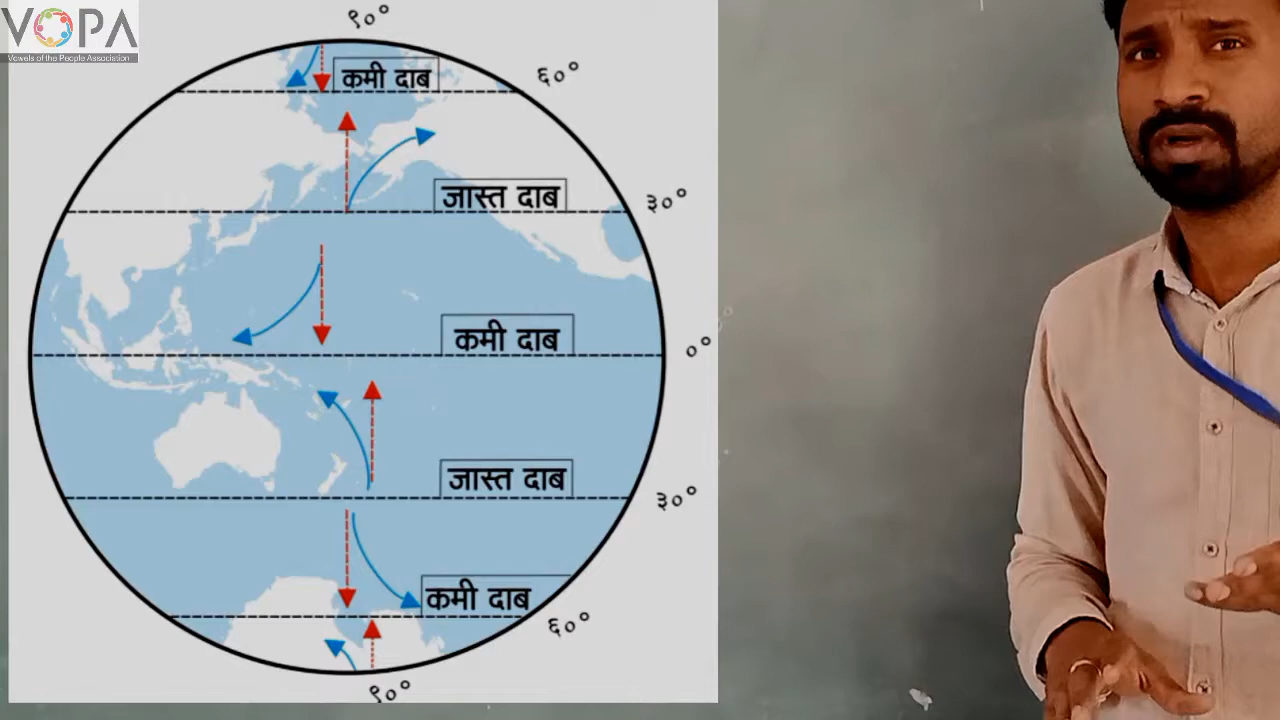 VOPA
Vowels of the People Association
९०°
कमी दाब
६०°
जास्त दाब
३०°
कमी दाब
०°
जास्त दाब
३०°
कमी दाब
६०°
९०°